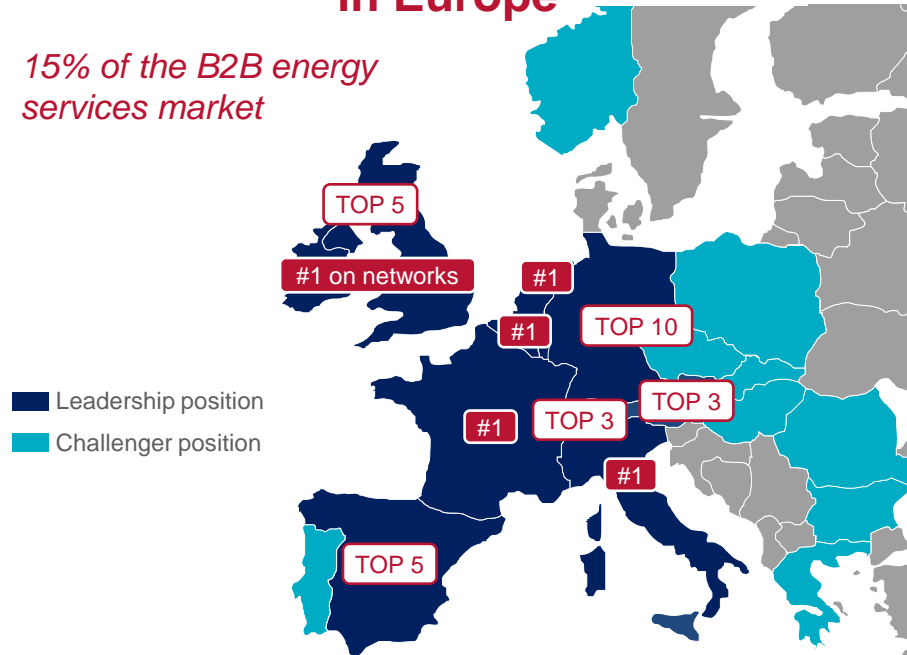 in Europe
15% of the B2B energy
services market
TOP 5
#1 on networks
#1
#1
TOP 10
Leadership position
Challenger position
#1
TOP 3
TOP 3
#1
TOP 5